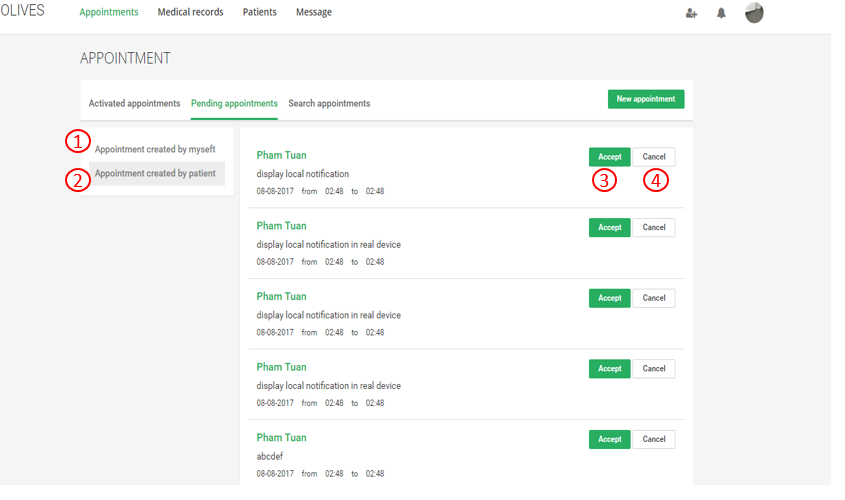 OLIVES Appointments Medical records Patients Message
APPOINTMENT
Activated appointments Pending appointments Search appointments New appointment
1 Appointment created by myseft
2 Appointment created by patient
Pham Tuan Accept Cancel
display local notification 3 4
08-08-2017 from 02:48 to 02:48
Pham Tuan Accept Cancel
display local notification in real device
08-08-2017 from 02:48 to 02:48
Pham Tuan Accept Cancel
display local notification in real device
08-08-2017 from 02:48 to 02:48
Pham Tuan Accept Cancel
display local notification in real device
08-08-2017 from 02:48 to 02:48
Pham Tuan Accept Cancel
abcdef
08-08-2017 from 02:48 to 02:48